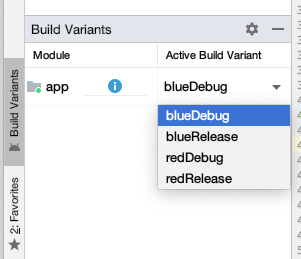 Build Variants
Module
Active Build Variant
app
blueDebug
blueDebug
blueRelease
redDebug
redRelease
Build Variants
2: Favorites